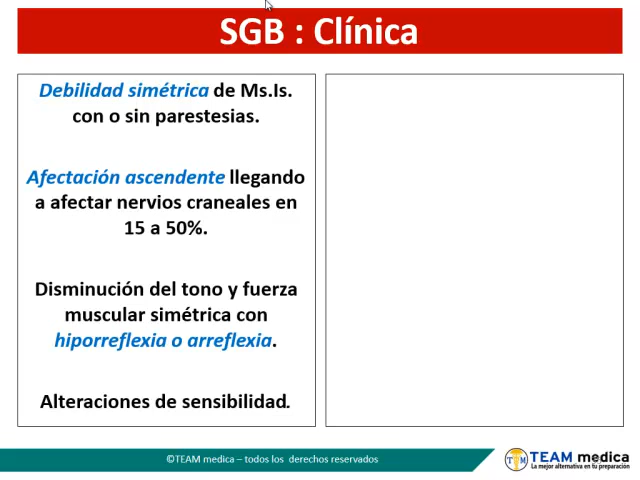 SGB : Clínica
Debilidad simétrica de Ms.Is.
con o sin parestesias.
Afectación ascendente llegando
a afectar nervios craneales en
15 a 50%.
Disminución del tono y fuerza
muscular simétrica con
hiporreflexia o arreflexia.
Alteraciones de sensibilidad.
©TEAM medica – todos los derechos reservados
TM
TEAM medica
La mejor alternativa en tu preparación